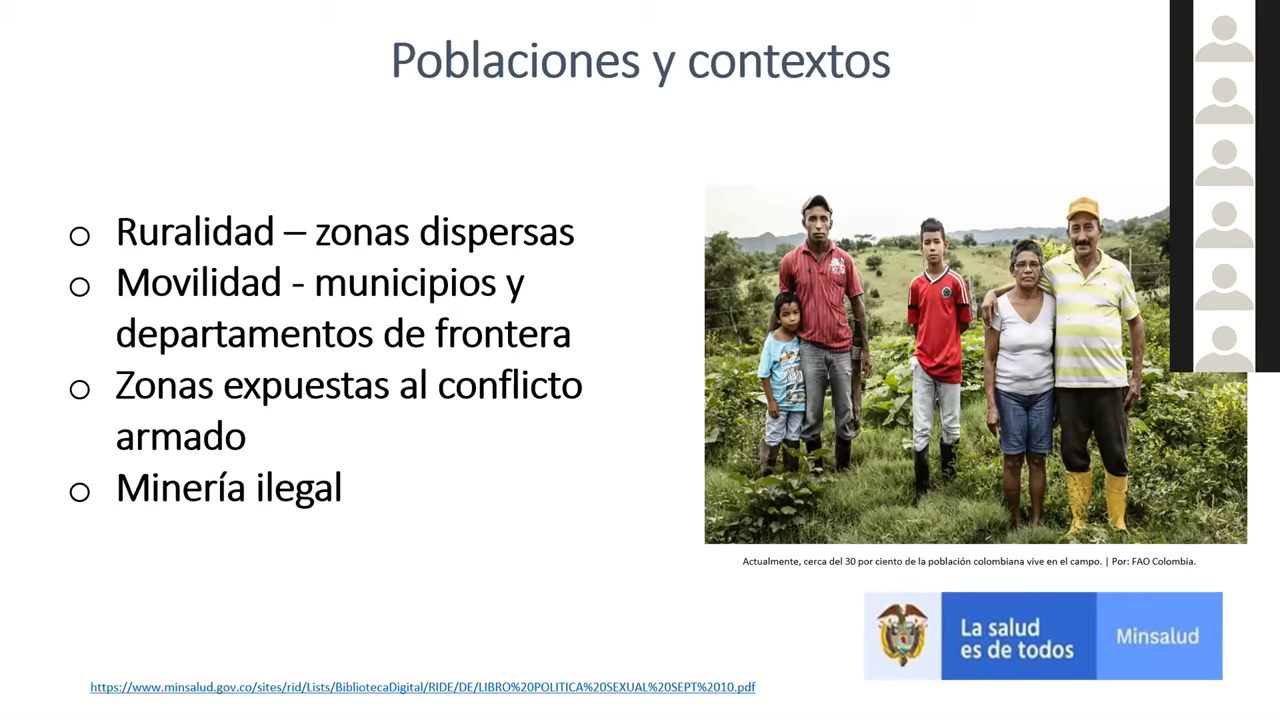 Poblaciones y contextos
o Ruralidad – zonas dispersas
o Movilidad - municipios y
departamentos de frontera
o Zonas expuestas al conflicto
armado
o Minería ilegal
Actualmente, cerca del 30 por ciento de la población colombiana vive en el campo. | Por: FAO Colombia.
La salud
es de todos
Minsalud
https://www.minsalud.gov.co/sites/rid/Lists/BibliotecaDigital/RIDE/DE/LIBRO%20POLITICA%20SEXUAL%20SEPT%2010.pdf